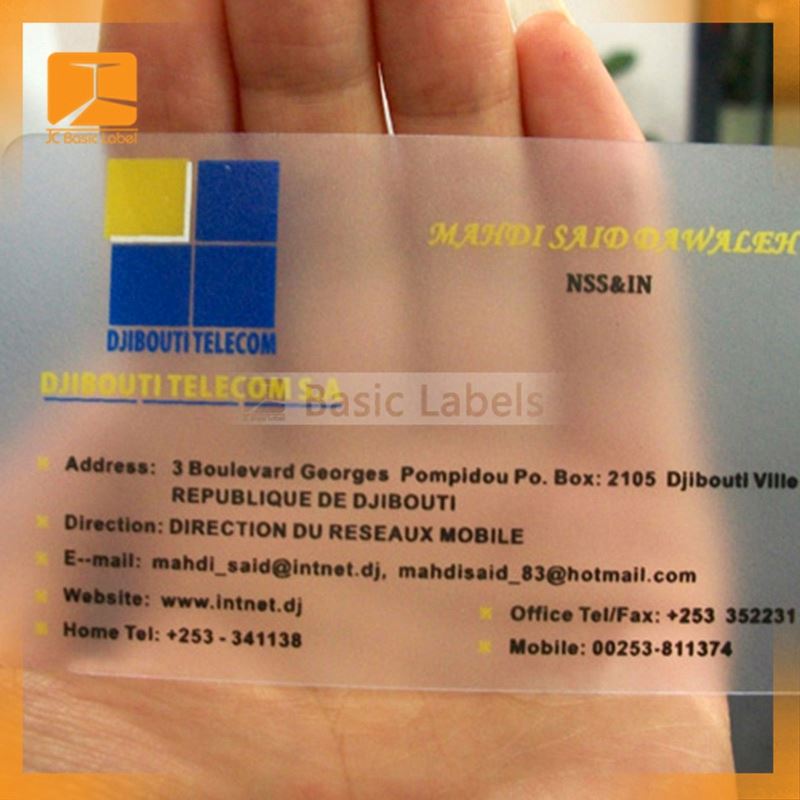 JC Basic Label
MAHDI SAID DAWALEH
NSS&IN
DJIBOUTI TELECOM
DJIBOUTI TELECOM S.A
Basic Labels
Address: 3 Boulevard Georges Pompidou Po. Box: 2105 Djibouti Ville
REPUBLIQUE DE DJIBOUTI
Direction: DIRECTION DU RESEAUX MOBILE
E--mail: mahdi_said@intnet.dj, mahdisaid_83@hotmail.com
Website: www.intnet.dj
Office Tel/Fax: +253 352231
Home Tel: +253 - 341138
Mobile: 00253-811374